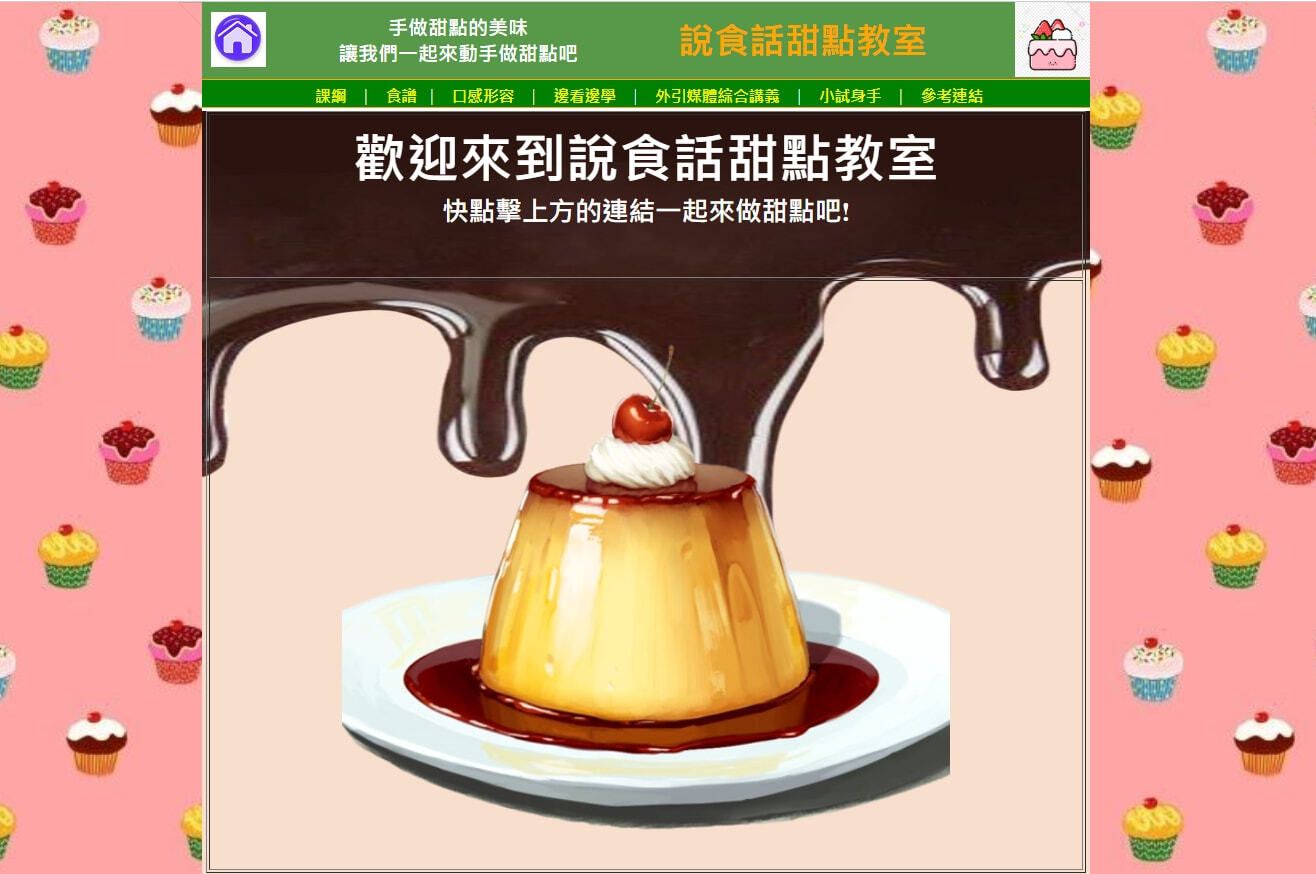 手做甜點的美味
讓我們一起來動手做甜點吧
說食話甜點教室
課綱 | 食譜 | 口感形容 | 邊看邊學 | 外引媒體綜合講義 | 小試身手 | 參考連結
歡迎來到說食話甜點教室
快點擊上方的連結一起來做甜點吧!